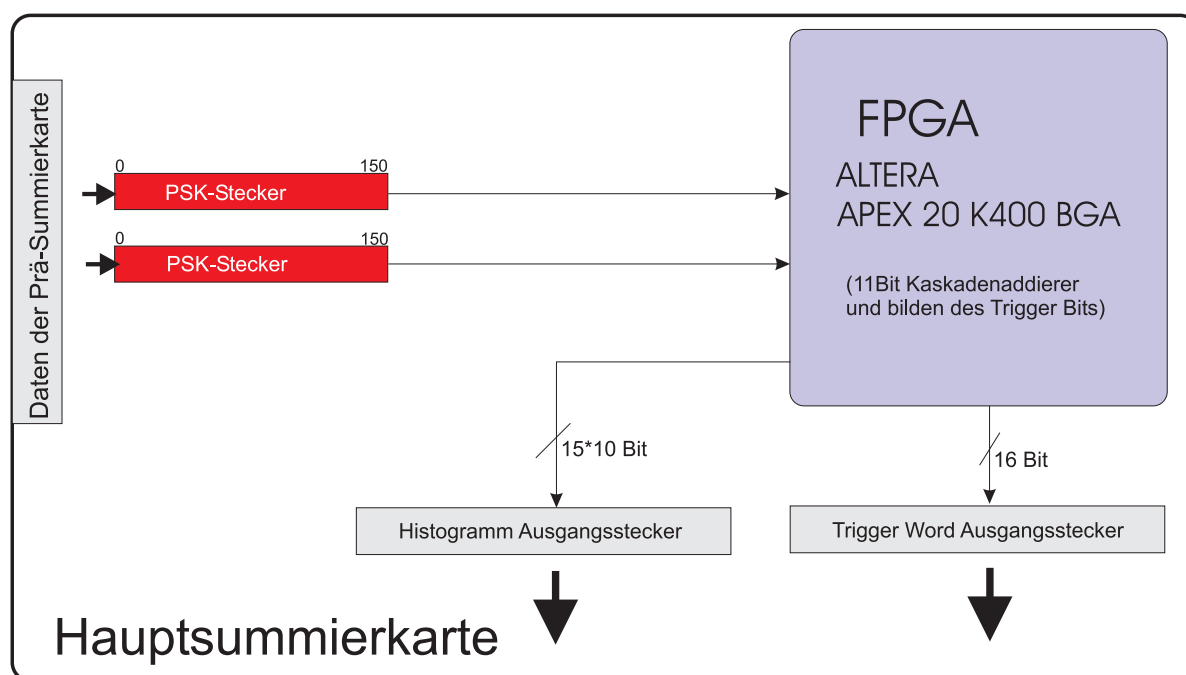 Daten der Prä-Summierkarte
0
150
PSK-Stecker
0
150
PSK-Stecker
FPGA
ALTERA
APEX 20 K400 BGA
(11Bit Kaskadenaddierer
und bilden des Trigger Bits)
15*10 Bit
16 Bit
Histogramm Ausgangsstecker
Trigger Word Ausgangsstecker
Hauptsummierkarte